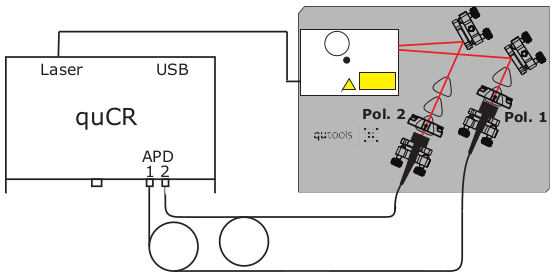 Laser USB
quCR
APD
1 2
Pol. 2
Pol. 1
qutools